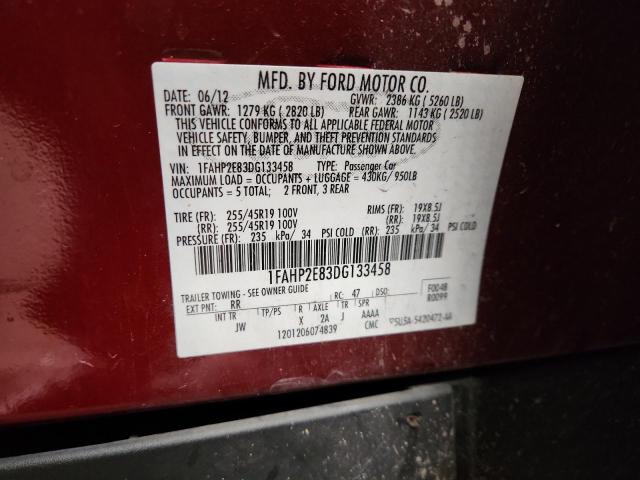 MFD. BY FORD MOTOR CO.
DATE: 06/12 GVWR: 2386 KG ( 5260 LB)
FRONT GAWR: 1279 KG ( 2820 LB) REAR GAWR: 1143 KG ( 2520 LB)
THIS VEHICLE CONFORMS TO ALL APPLICABLE FEDERAL MOTOR
VEHICLE SAFETY, BUMPER, AND THEFT PREVENTION STANDARDS
IN EFFECT ON THE DATE OF MANUFACTURE SHOWN ABOVE.
VIN: 1FAHP2E83DG133458 TYPE: Passenger Car
MAXIMUM LOAD = OCCUPANTS + LUGGAGE = 430KG/ 950LB
OCCUPANTS = 5 TOTAL; 2 FRONT, 3 REAR
TIRE (FR): 255/45R19 100V RIMS (FR): 19X8.5J
(RR): 255/45R19 100V (RR): 19X8.5J
PRESSURE (FR): 235 kPa/ 34 PSI COLD (RR): 235 kPa/ 34 PSI COLD
1FAHP2E83DG133458
TRAILER TOWING - SEE OWNER GUIDE F0048
EXT PNT: RR RC: 47 DSO: R0099
INT TR TP/PS R AXLE TR SPR
JW X 2A J AAAA
1201206074839 CMC 5U5A-5420472-AA